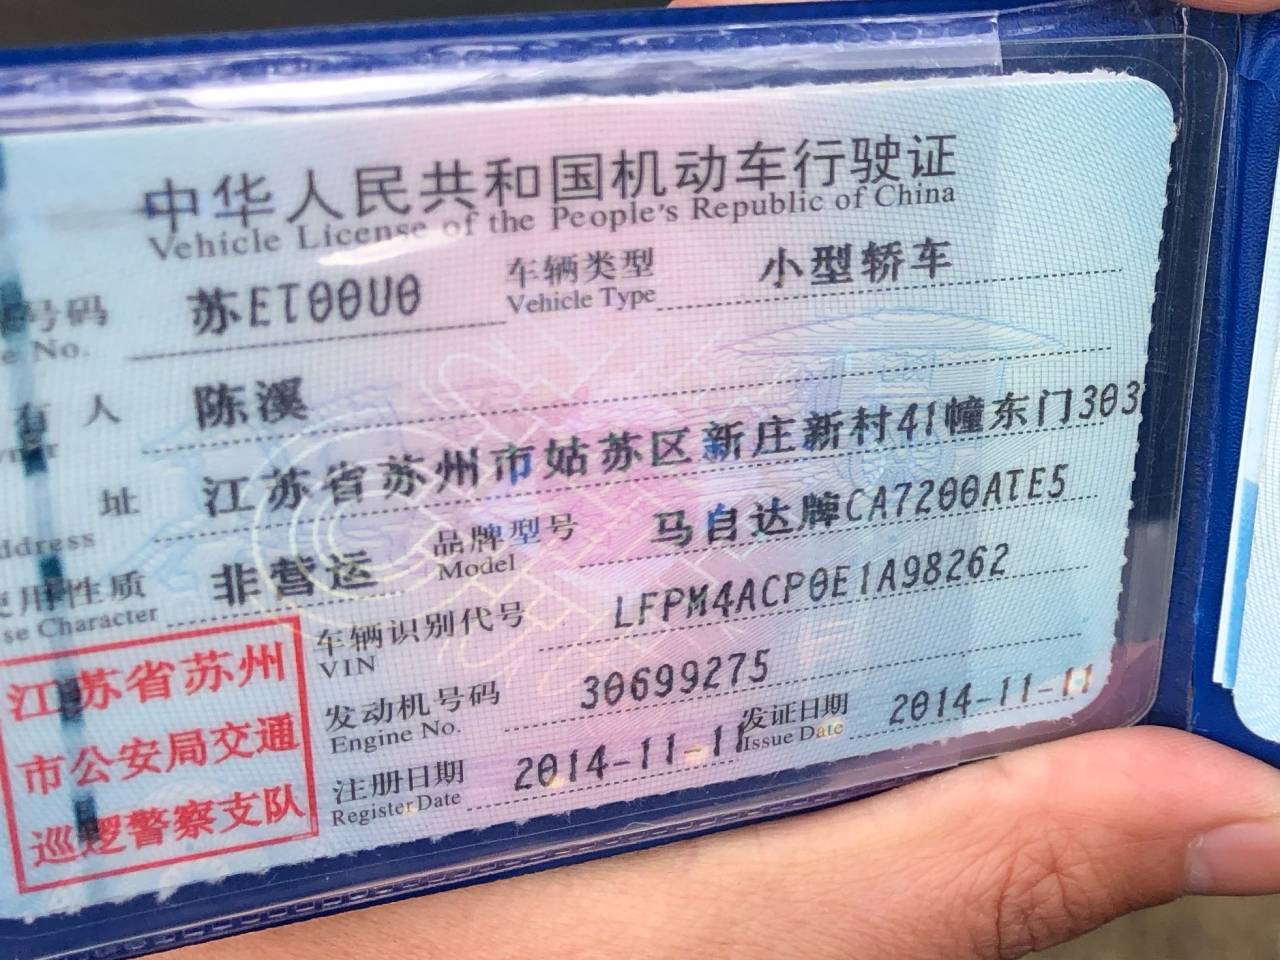 中华人民共和国机动车行驶证
Vehicle License of the People's Republic of China
号码 苏ET00U0 车辆类型 小型轿车
e No. Vehicle Type
有人 陈溪
址 江苏省苏州市姑苏区新庄新村41幢东门303
ddress
使用性质 非营运 品牌型号 马自达牌CA7200ATE5
se Character Model
车辆识别代号 LFPM4ACP0E1A98262
VIN
发动机号码 30699275
Engine No.
注册日期 2014-11-11 发证日期 2014-11-11
Register Date Issue Date
江苏省苏州
市公安局交通
巡逻警察支队